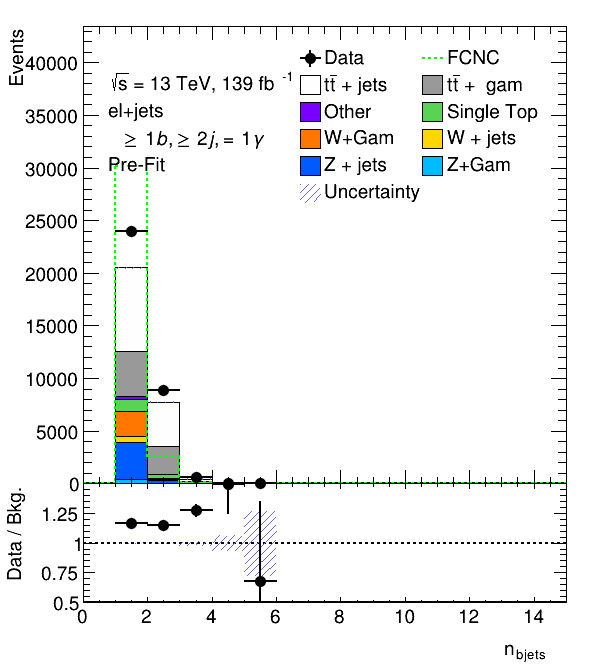 Events
40000
35000
30000
25000
20000
15000
10000
5000
0
√s = 13 TeV, 139 fb⁻¹
el+jets
≥ 1b, ≥ 2j, = 1γ
Pre-Fit
Data
FCNC
tt̄ + jets
tt̄ + gam
Other
Single Top
W+Gam
W + jets
Z + jets
Z+Gam
Uncertainty
Data / Bkg.
1.25
1
0.75
0.5
0 2 4 6 8 10 12 14
n_bjets